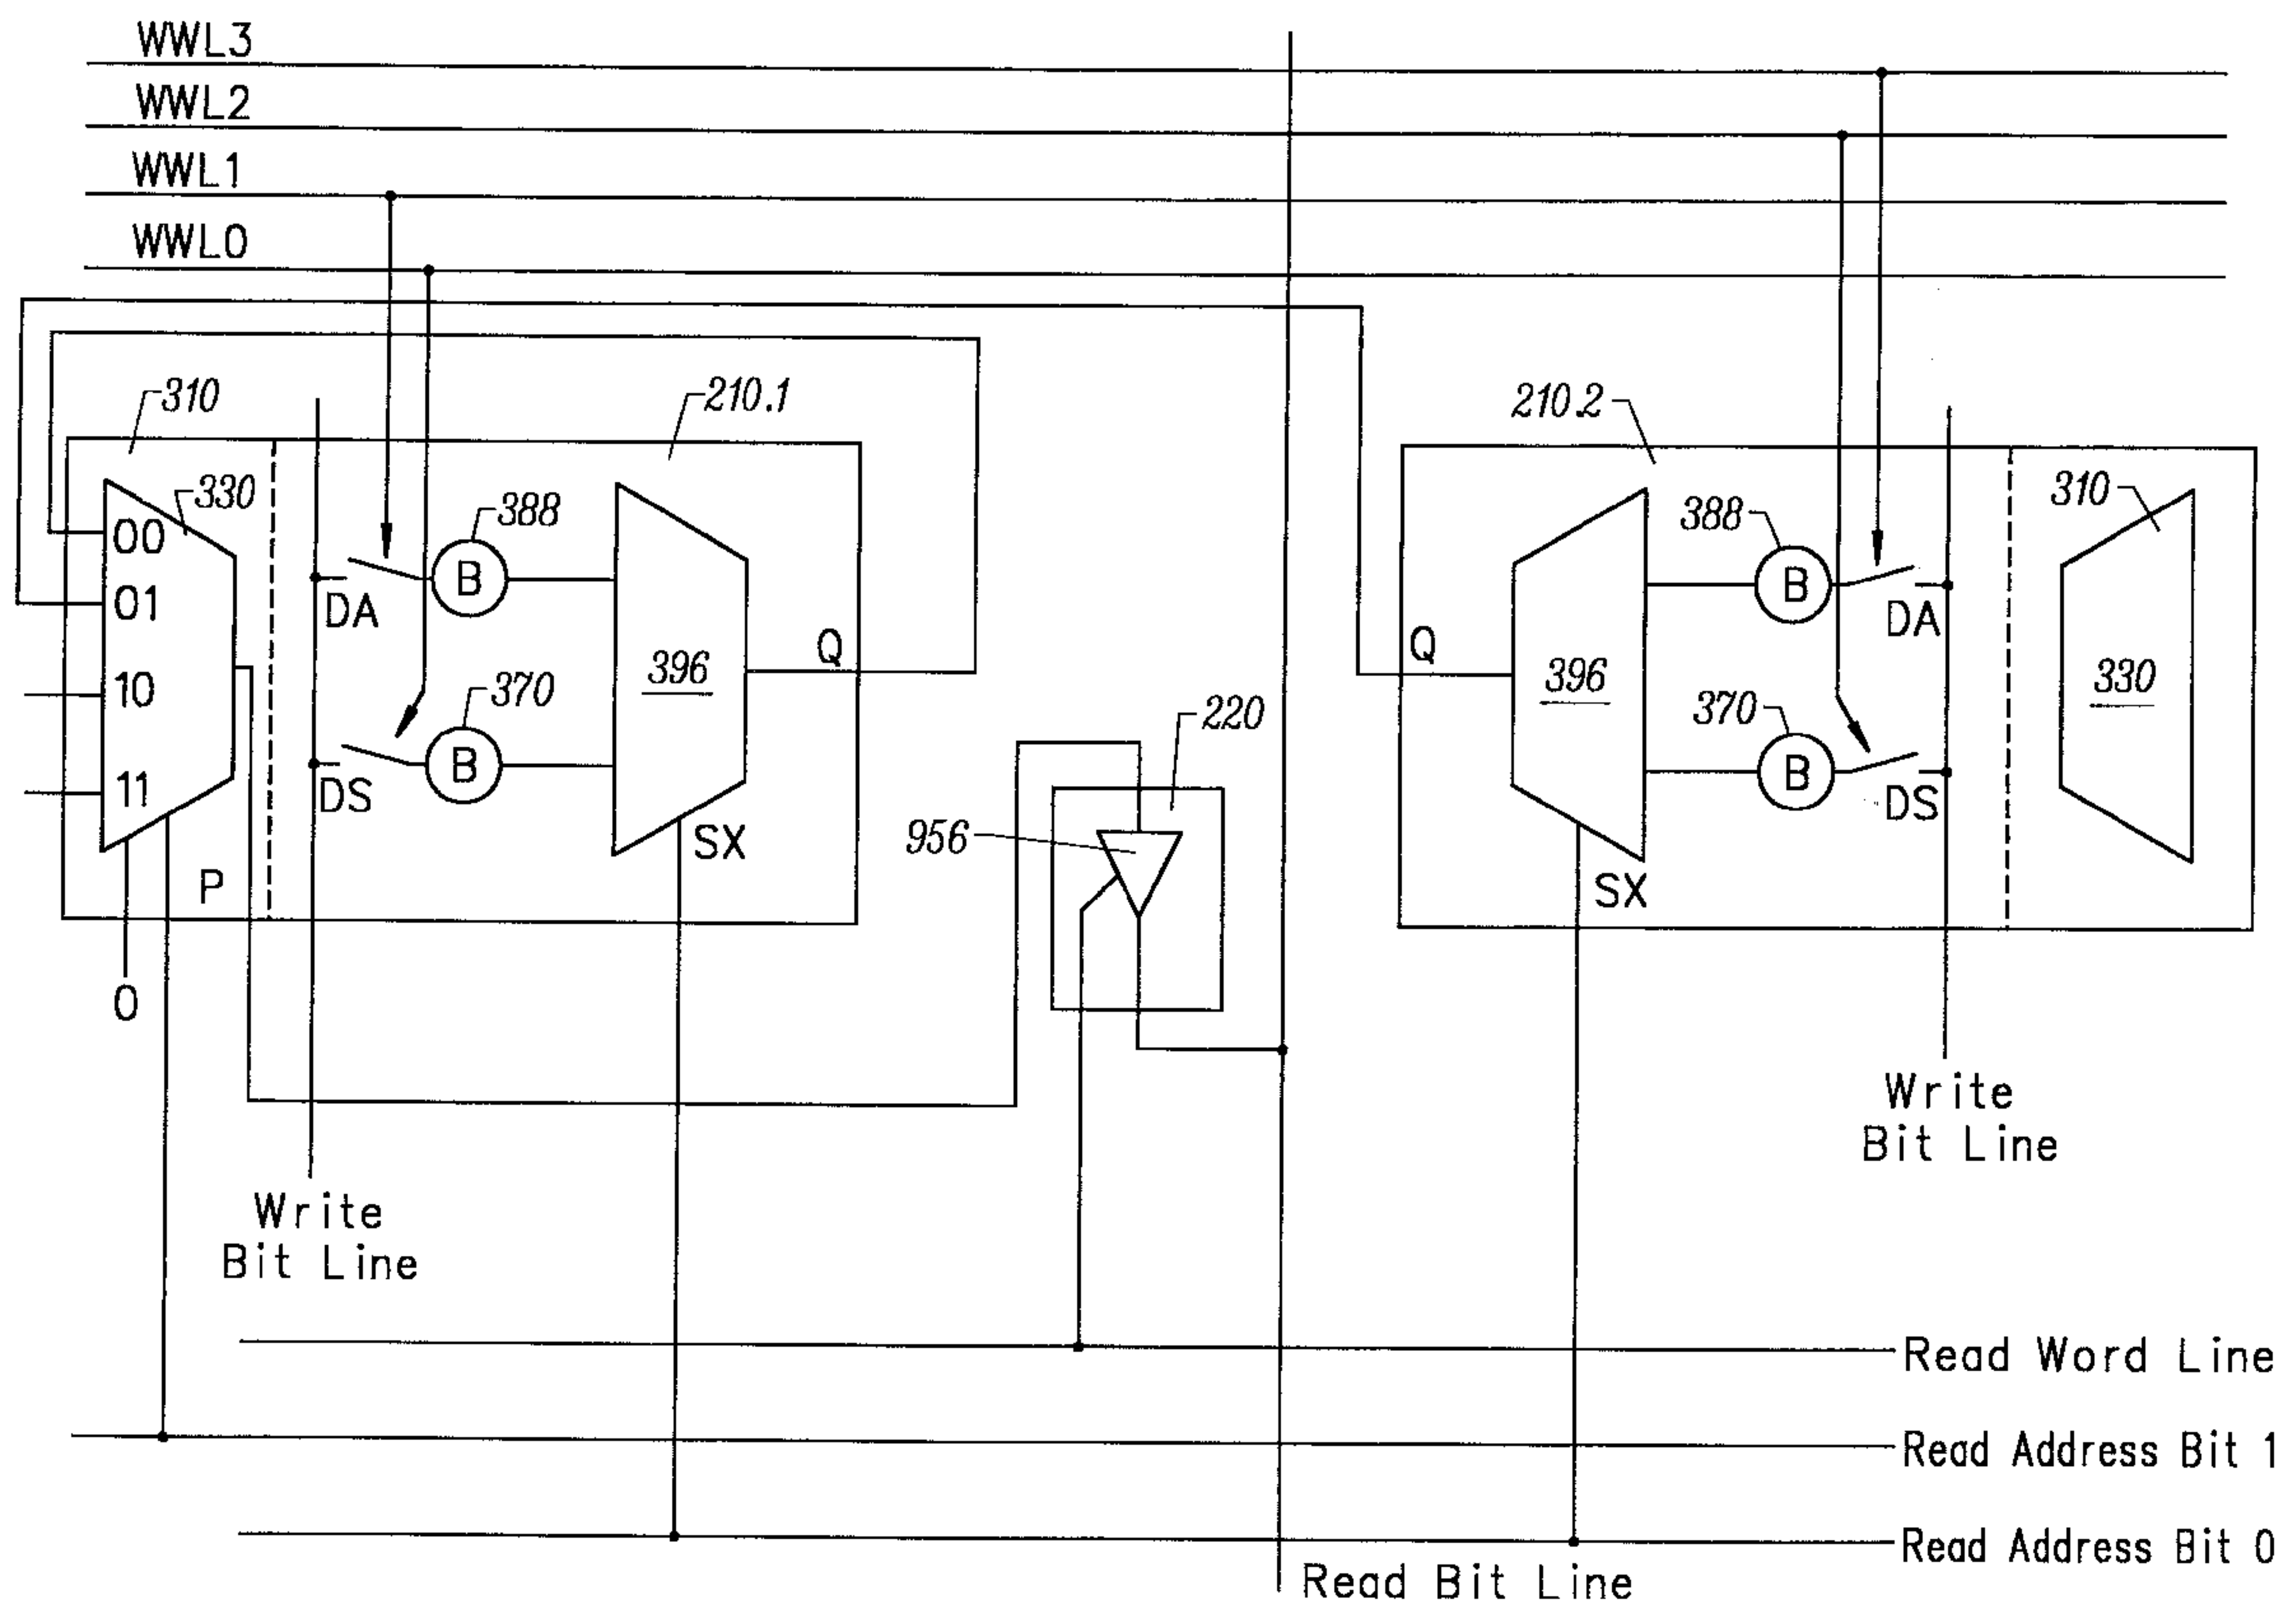 WWL3
WWL2
WWL1
WWL0
310
210.1
210.2
330
388
388
310
00
B
B
01
DA
DA
Q
Q
10
396
396
330
370
370
220
11
B
B
DS
DS
956
SX
P
SX
0
Write
Bit Line
Write
Bit Line
Read Word Line
Read Address Bit 1
Read Address Bit 0
Read Bit Line